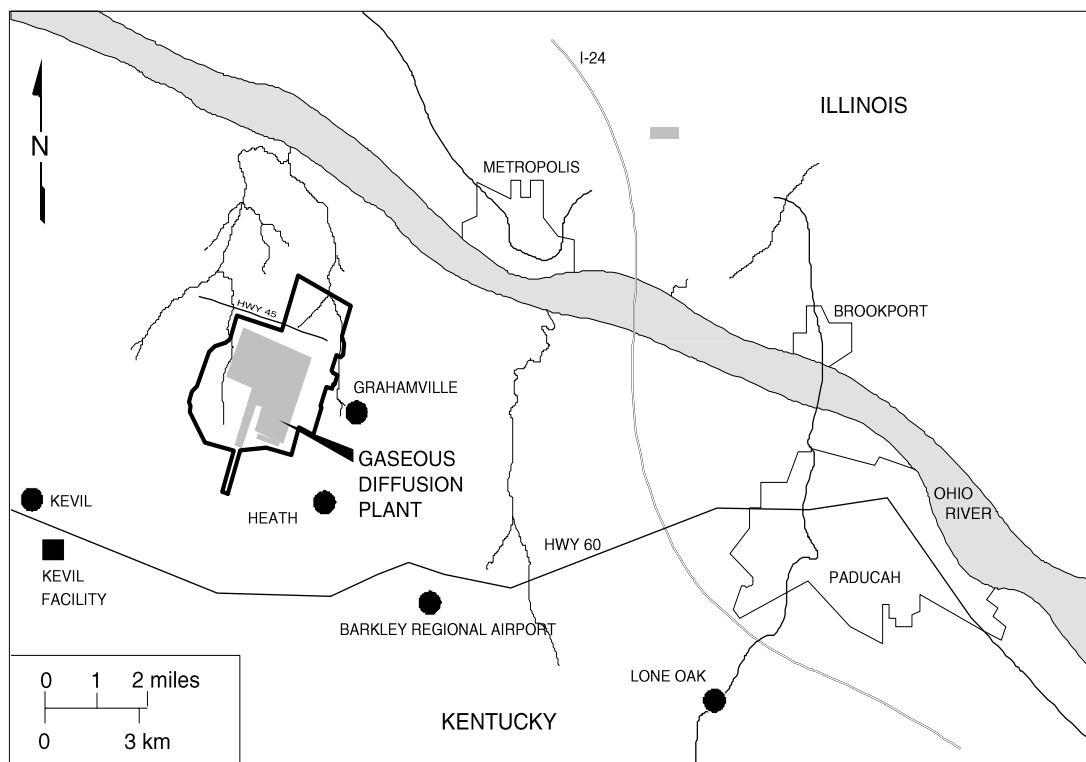 I-24
ILLINOIS
N
METROPOLIS
HWY 45
BROOKPORT
GRAHAMVILLE
GASEOUS
DIFFUSION
PLANT
KEVIL
HEATH
OHIO
RIVER
HWY 60
KEVIL
FACILITY
PADUCAH
BARKLEY REGIONAL AIRPORT
LONE OAK
0 1 2 miles
0 3 km
KENTUCKY